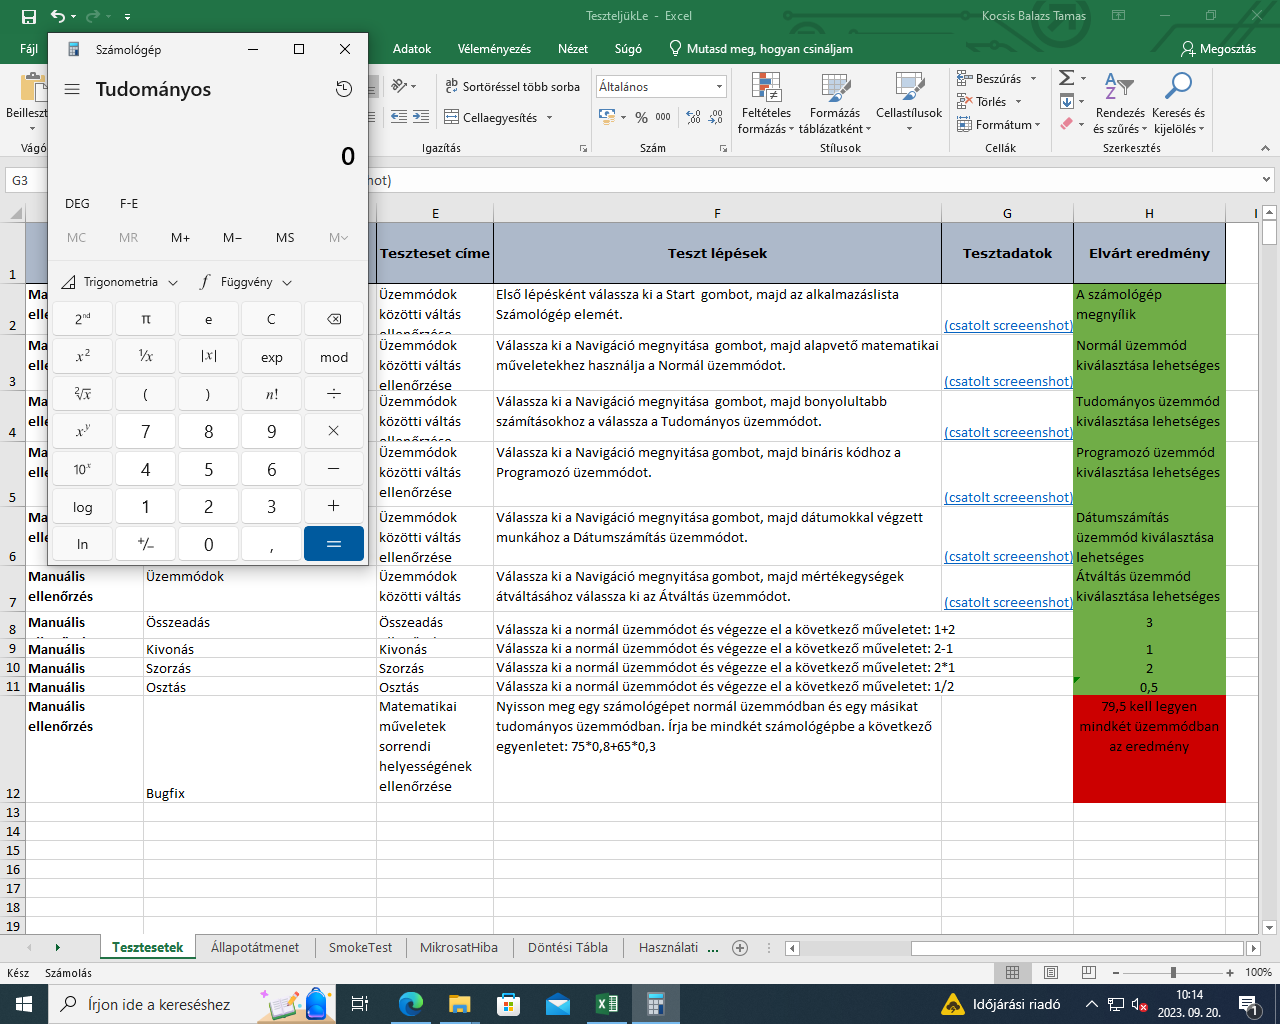 TeszteljükLe - Excel
Kocsis Balazs Tamas
Fájl
Adatok
Véleményezés
Nézet
Súgó
Mutasd meg, hogyan csináljam
Megosztás
Számológép
Tudományos
0
DEG
F-E
MC MR M+ M− MS M
Trigonometria
f Függvény
2nd π e C
x2 1/x |x| exp mod
2√x ( ) n! ÷
xy 7 8 9 ×
10x 4 5 6 −
log 1 2 3 +
ln +/− 0 , =
Beilleszt
Vágó
ab Sortöréssel több sorba
Cellaegyesítés
Igazítás
Általános
% 000
Szám
Feltételes formázás
Formázás táblázatként
Cellastílusok
Stílusok
Beszúrás
Törlés
Formátum
Cellák
Rendezés és szűrés
Keresés és kijelölés
Szerkesztés
G3
hot)
E F G H I
1 Teszteset címe Teszt lépések Tesztadatok Elvárt eredmény
2 Üzemmódok közötti váltás ellenőrzése
Első lépésként válassza ki a Start gombot, majd az alkalmazáslista
Számológép elemét.
(csatolt screeenshot)
A számológép
megnyílik
3 Üzemmódok közötti váltás ellenőrzése
Válassza ki a Navigáció megnyitása gombot, majd alapvető matematikai
műveletekhez használja a Normál üzemmódot.
(csatolt screeenshot)
Normál üzemmód
kiválasztása lehetséges
4 Üzemmódok közötti váltás ellenőrzése
Válassza ki a Navigáció megnyitása gombot, majd bonyolultabb
számításokhoz a válassza a Tudományos üzemmódot.
(csatolt screeenshot)
Tudományos üzemmód
kiválasztása lehetséges
5 Üzemmódok közötti váltás ellenőrzése
Válassza ki a Navigáció megnyitása gombot, majd bináris kódhoz a
Programozó üzemmódot.
(csatolt screeenshot)
Programozó üzemmód
kiválasztása lehetséges
6 Üzemmódok közötti váltás ellenőrzése
Válassza ki a Navigáció megnyitása gombot, majd dátumokkal végzett
munkához a Dátumszámítás üzemmódot.
(csatolt screeenshot)
Dátumszámítás
üzemmód kiválasztása
lehetséges
7 Manuális ellenőrzés Üzemmódok Üzemmódok közötti váltás
Válassza ki a Navigáció megnyitása gombot, majd mértékegységek
átváltásához válassza ki az Átváltás üzemmódot.
(csatolt screeenshot)
Átváltás üzemmód
kiválasztása lehetséges
8 Manuális Összeadás Összeadás Válassza ki a normál üzemmódot és végezze el a következő műveletet: 1+2 3
9 Manuális Kivonás Kivonás Válassza ki a normál üzemmódot és végezze el a következő műveletet: 2-1 1
10 Manuális Szorzás Szorzás Válassza ki a normál üzemmódot és végezze el a következő műveletet: 2*1 2
11 Manuális Osztás Osztás Válassza ki a normál üzemmódot és végezze el a következő műveletet: 1/2 0,5
12 Manuális ellenőrzés Bugfix
Matematikai
műveletek
sorrendi
helyességének
ellenőrzése
Nyisson meg egy számológépet normál üzemmódban és egy másikat
tudományos üzemmódban. Írja be mindkét számológépbe a következő
egyenletet: 75*0,8+65*0,3
79,5 kell legyen
mindkét üzemmódban
az eredmény
13
14
15
16
17
18
19
Tesztesetek Állapotátmenet SmokeTest MikrosatHiba Döntési Tábla Használati ...
Kész Számolás
100%
Írjon ide a kereséshez
Időjárási riadó
10:14
2023. 09. 20.
1